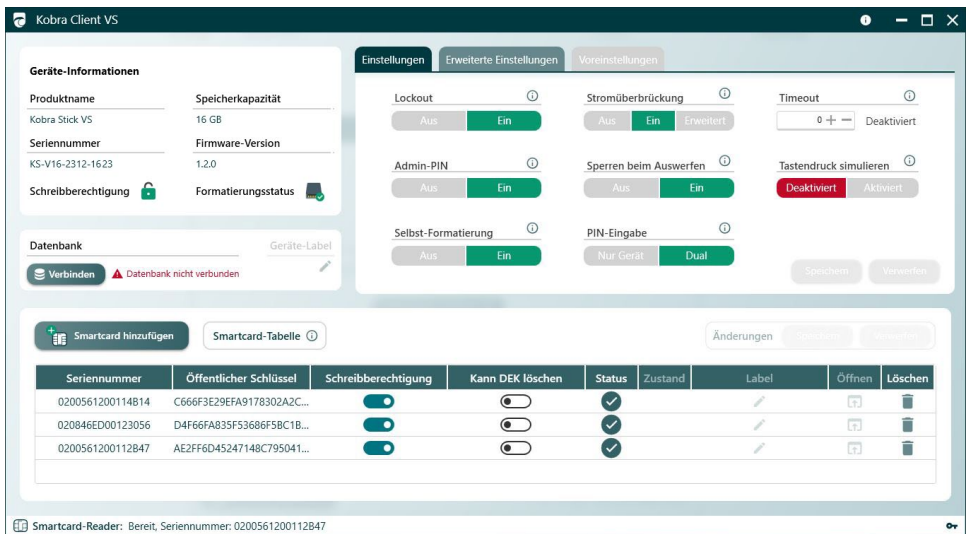 Kobra Client VS
Geräte-Informationen
Produktname
Speicherkapazität
Kobra Stick VS
16 GB
Seriennummer
Firmware-Version
KS-V16-2312-1623
1.2.0
Schreibberechtigung
Formatierungsstatus
Datenbank
Geräte-Label
Verbinden
Datenbank nicht verbunden
Einstellungen
Erweiterte Einstellungen
Voreinstellungen
Lockout
Aus
Ein
Stromüberbrückung
Aus
Ein
Erweitert
Timeout
0 + −
Deaktiviert
Admin-PIN
Aus
Ein
Sperren beim Auswerfen
Aus
Ein
Tastendruck simulieren
Deaktiviert
Aktiviert
Selbst-Formatierung
Aus
Ein
PIN-Eingabe
Nur Gerät
Dual
Speichern
Verwerfen
Smartcard hinzufügen
Smartcard-Tabelle
Änderungen
Seriennummer Öffentlicher Schlüssel Schreibberechtigung Kann DEK löschen Status Zustand Label Öffnen Löschen
0200561200114B14 C666F3E29EFA9178302A2C...
020846ED00123056 D4F66FA835F53686F5BC1B...
0200561200112B47 AE2FF6D45247148C795041...
Smartcard-Reader: Bereit, Seriennummer: 0200561200112B47